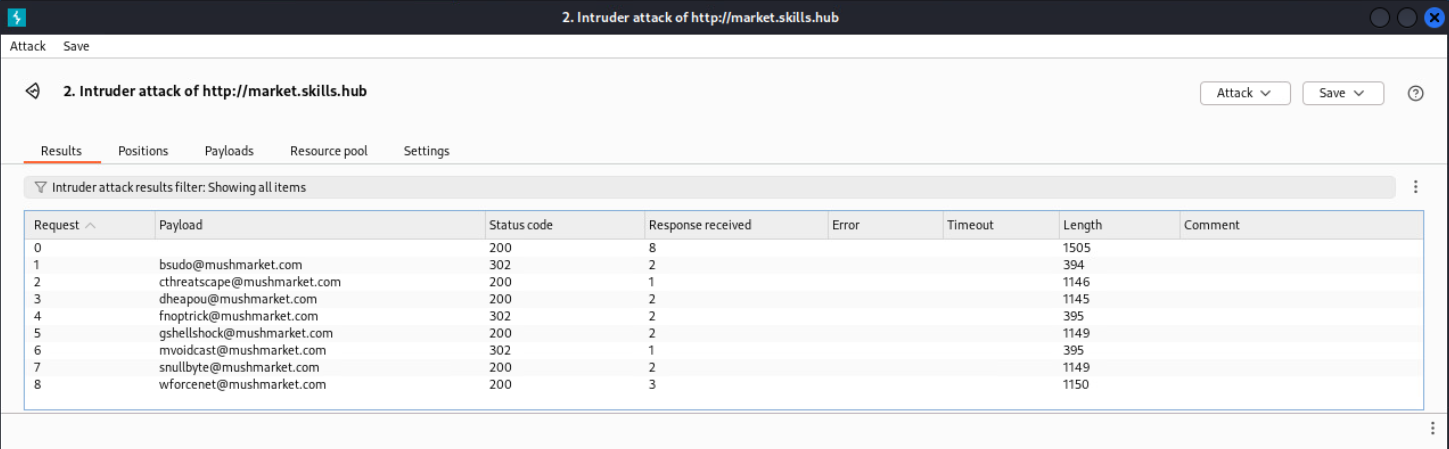 2. Intruder attack of http://market.skills.hub
Attack Save
2. Intruder attack of http://market.skills.hub Attack Save
Results Positions Payloads Resource pool Settings
Intruder attack results filter: Showing all items
Request Payload Status code Response received Error Timeout Length Comment
0 200 8 1505
1 bsudo@mushmarket.com 302 2 394
2 cthreatscape@mushmarket.com 200 1 1146
3 dheapou@mushmarket.com 200 2 1145
4 fnoptrick@mushmarket.com 302 2 395
5 gshellshock@mushmarket.com 200 2 1149
6 mvoidcast@mushmarket.com 302 1 395
7 snullbyte@mushmarket.com 200 2 1149
8 wforcenet@mushmarket.com 200 3 1150